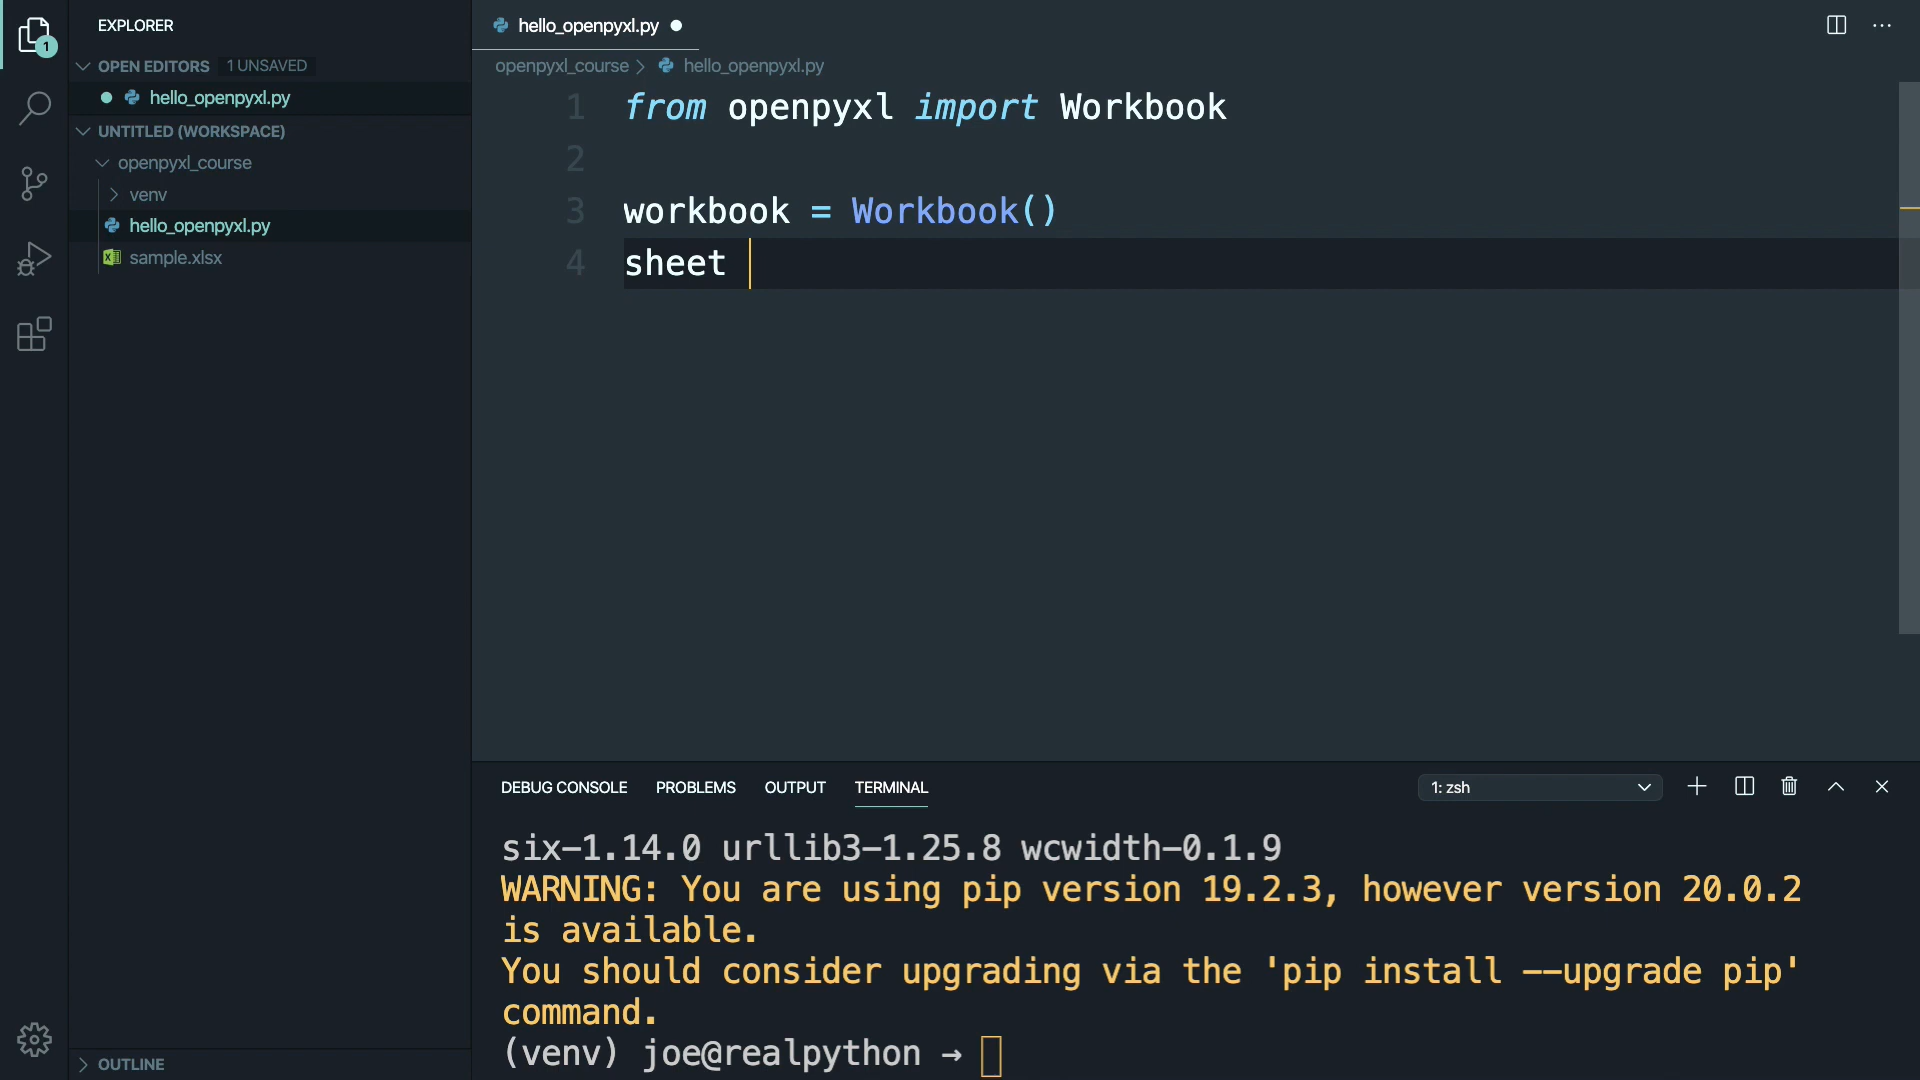 EXPLORER
OPEN EDITORS 1 UNSAVED
hello_openpyxl.py
UNTITLED (WORKSPACE)
openpyxl_course
venv
hello_openpyxl.py
sample.xlsx
OUTLINE
1
hello_openpyxl.py
openpyxl_course > hello_openpyxl.py
1 from openpyxl import Workbook
2
3 workbook = Workbook()
4 sheet
DEBUG CONSOLE PROBLEMS OUTPUT TERMINAL 1: zsh
six-1.14.0 urllib3-1.25.8 wcwidth-0.1.9
WARNING: You are using pip version 19.2.3, however version 20.0.2
is available.
You should consider upgrading via the 'pip install --upgrade pip'
command.
(venv) joe@realpython →